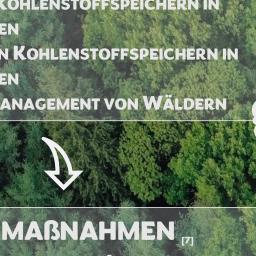 KOHLENSTOFFSPEICHERN IN
EN
N KOHLENSTOFFSPEICHERN IN
EN
ANAGEMENT VON WÄLDERN
MAßNAHMEN [7]